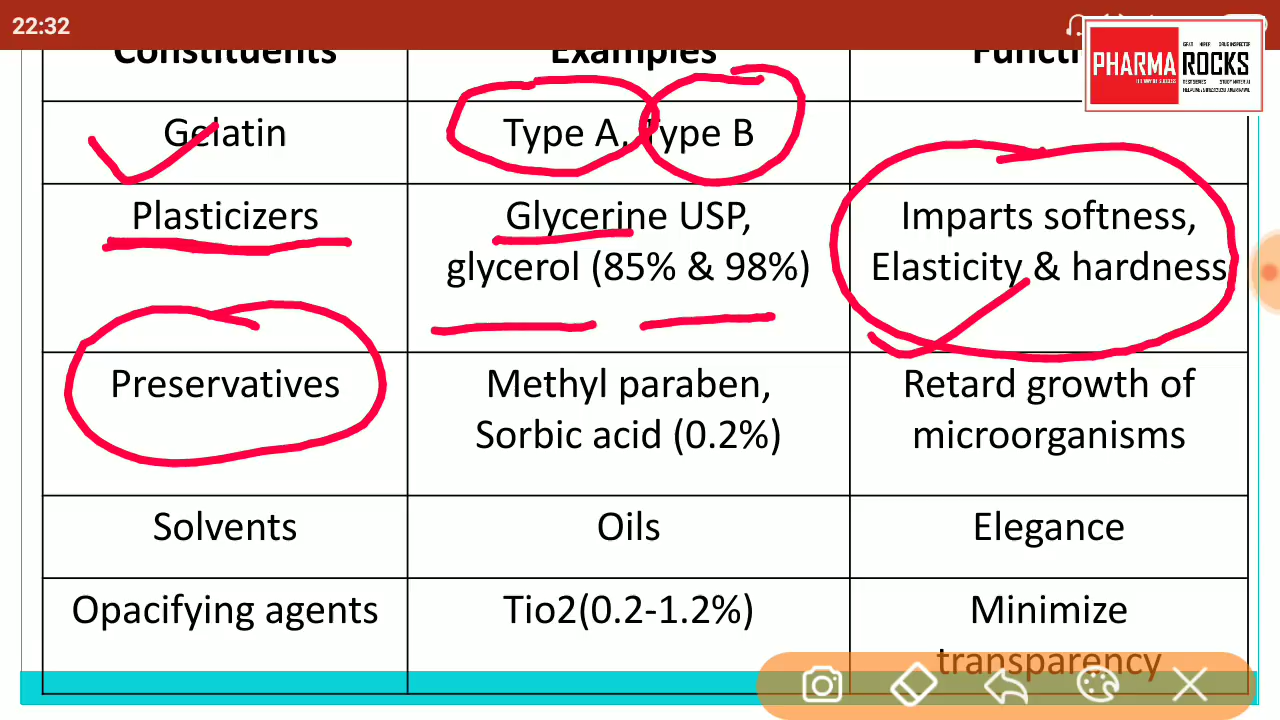 22:32
Constituents Examples Functi
PHARMA ROCKS
Gelatin Type A, Type B
Plasticizers Glycerine USP, Imparts softness,
glycerol (85% & 98%) Elasticity & hardness
Preservatives Methyl paraben, Retard growth of
Sorbic acid (0.2%) microorganisms
Solvents Oils Elegance
Opacifying agents Tio2(0.2-1.2%) Minimize
transparency